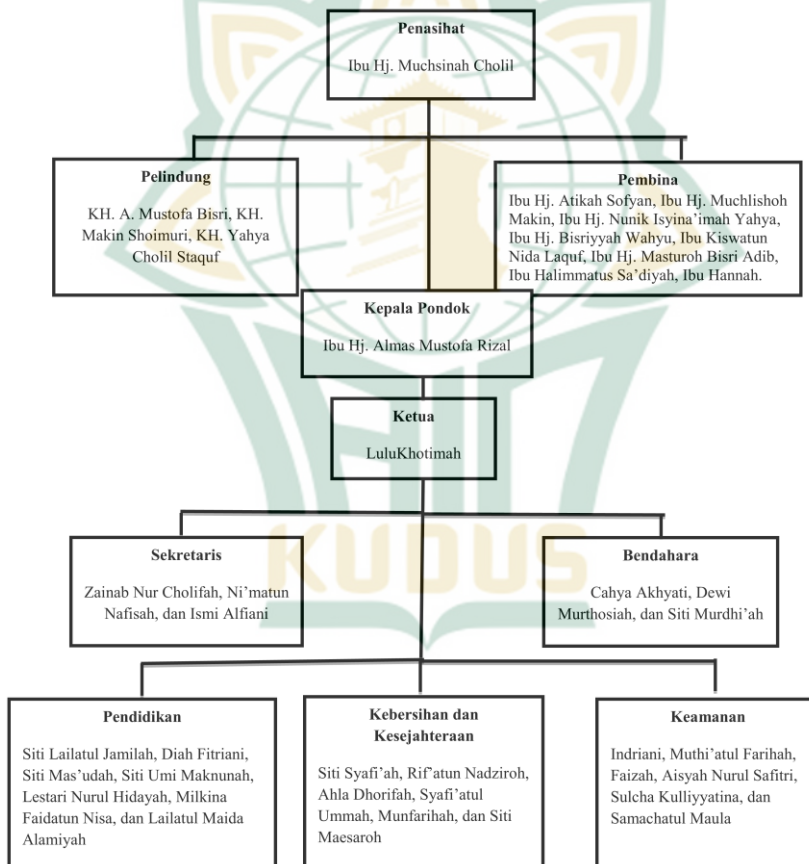 Penasihat
Ibu Hj. Muchsinah Cholil
Pelindung
KH. A. Mustofa Bisri, KH.
Makin Shoimuri, KH. Yahya
Cholil Staquf
Pembina
Ibu Hj. Atikah Sofyan, Ibu Hj. Muchlishoh
Makin, Ibu Hj. Nunik Isyina’imah Yahya,
Ibu Hj. Bisriyyah Wahyu, Ibu Kiswatun
Nida Laquf, Ibu Hj. Masturoh Bisri Adib,
Ibu Halimmatus Sa’diyah, Ibu Hannah.
Kepala Pondok
Ibu Hj. Almas Mustofa Rizal
Ketua
LuluKhotimah
KUDUS
Sekretaris
Zainab Nur Cholifah, Ni’matun
Nafisah, dan Ismi Alfiani
Bendahara
Cahya Akhyati, Dewi
Murthosiah, dan Siti Murdhi’ah
Pendidikan
Siti Lailatul Jamilah, Diah Fitriani,
Siti Mas’udah, Siti Umi Maknunah,
Lestari Nurul Hidayah, Milkina
Faidatun Nisa, dan Lailatul Maida
Alamiyah
Kebersihan dan
Kesejahteraan
Siti Syafi’ah, Rif’atun Nadziroh,
Ahla Dhorifah, Syafi’atul
Ummah, Munfarihah, dan Siti
Maesaroh
Keamanan
Indriani, Muthi’atul Farihah,
Faizah, Aisyah Nurul Safitri,
Sulcha Kulliyyatina, dan
Samachatul Maula